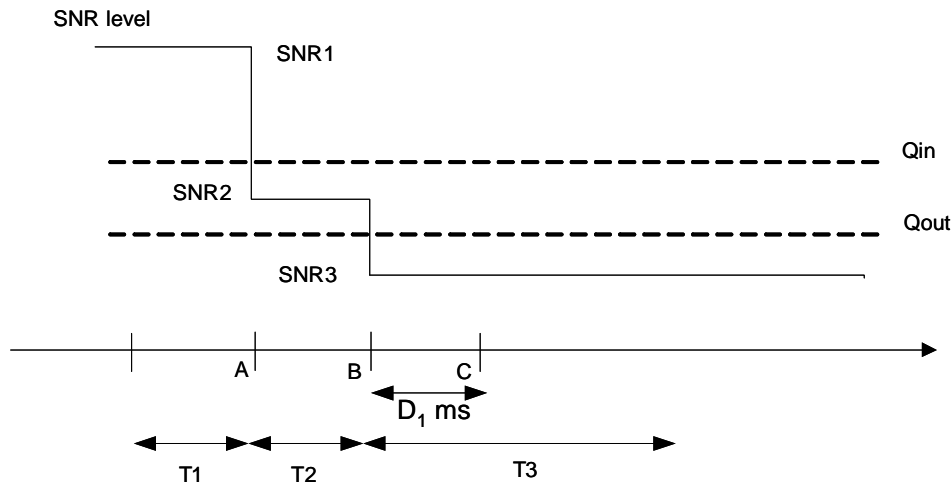 SNR level
SNR1
Qin
SNR2
Qout
SNR3
A
B
C
D1 ms
T1
T2
T3